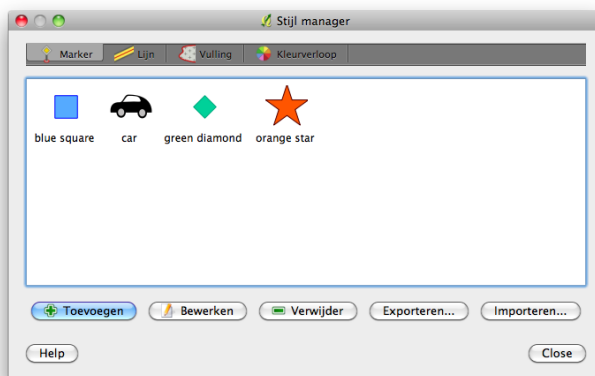 Stijl manager
Marker Lijn Vulling Kleurverloop
blue square car green diamond orange star
Toevoegen Bewerken Verwijder Exporteren... Importeren...
Help Close